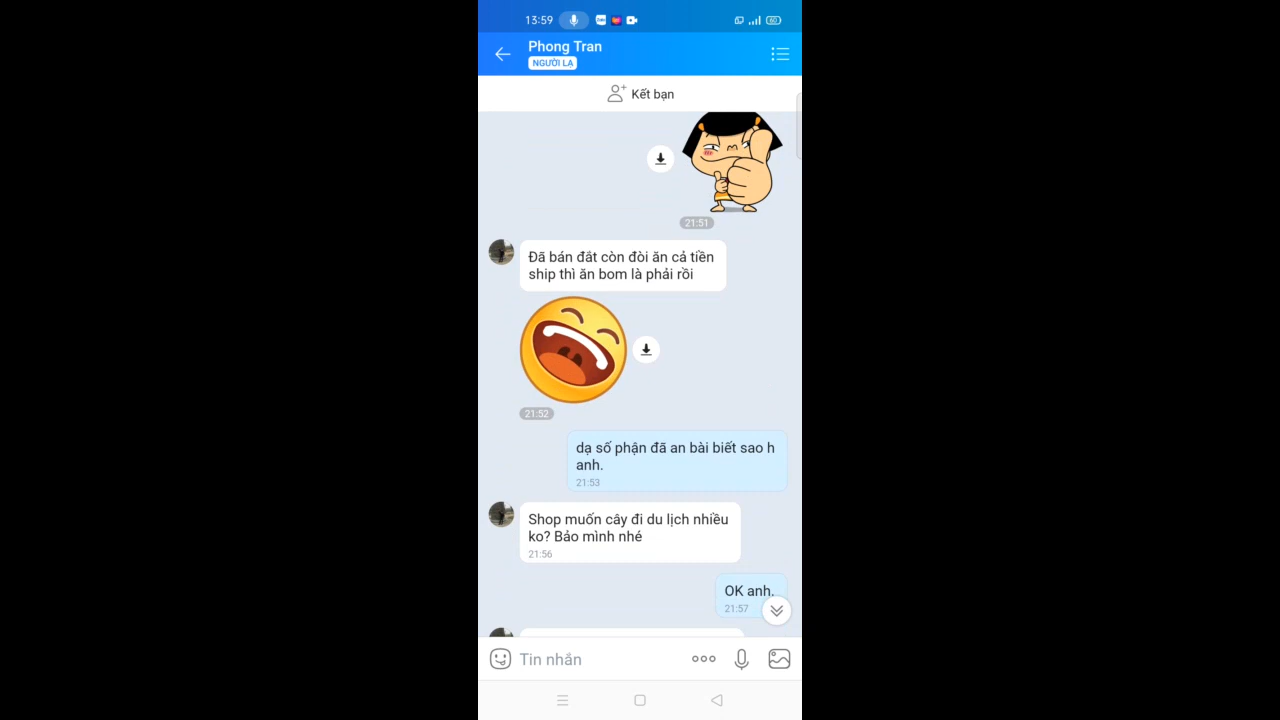 13:59
60
Phong Tran
NGƯỜI LẠ
Kết bạn
21:51
Đã bán đắt còn đòi ăn cả tiền
ship thì ăn bom là phải rồi
21:52
dạ số phận đã an bài biết sao h
anh.
21:53
Shop muốn cây đi du lịch nhiều
ko? Bảo mình nhé
21:56
OK anh.
21:57
Tin nhắn